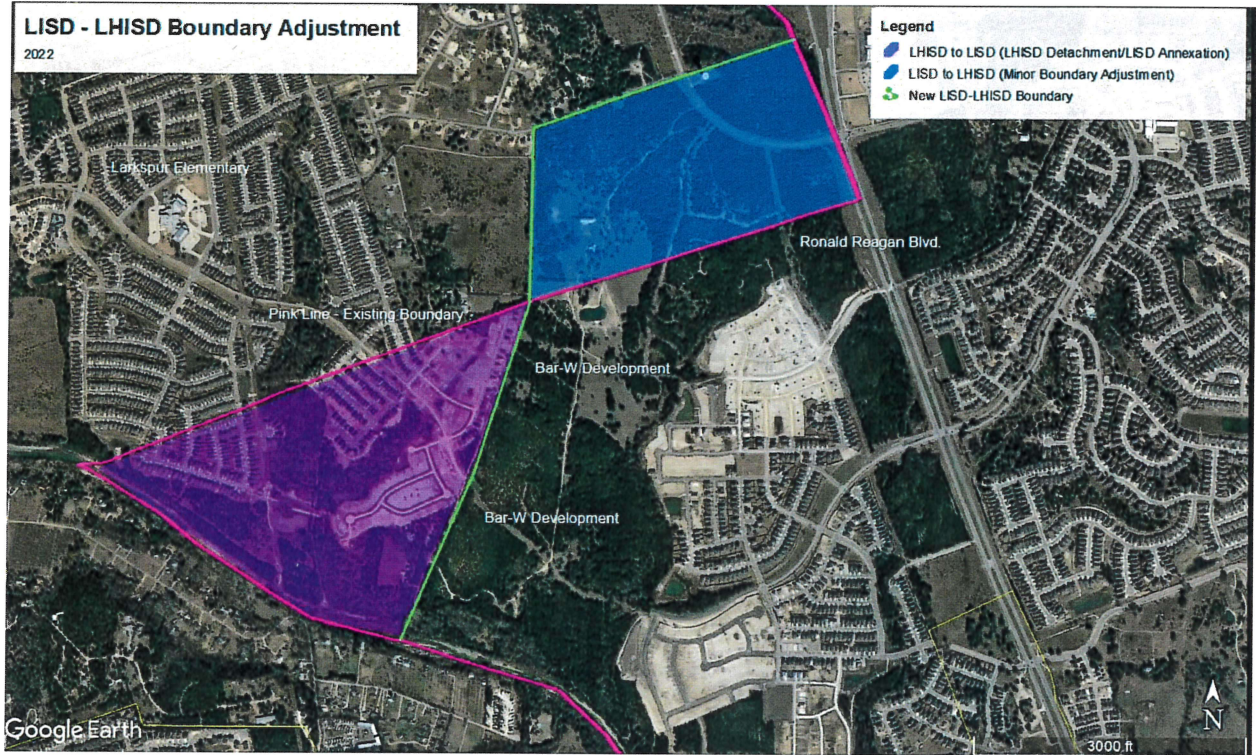 LISD - LHISD Boundary Adjustment
2022
Legend
LHISD to LISD (LHISD Detachment/LISD Annexation)
LISD to LHISD (Minor Boundary Adjustment)
New LISD-LHISD Boundary
Larkspur Elementary
Ronald Reagan Blvd.
Pink Line - Existing Boundary
Bar-W Development
Bar-W Development
Google Earth
N
3000 ft